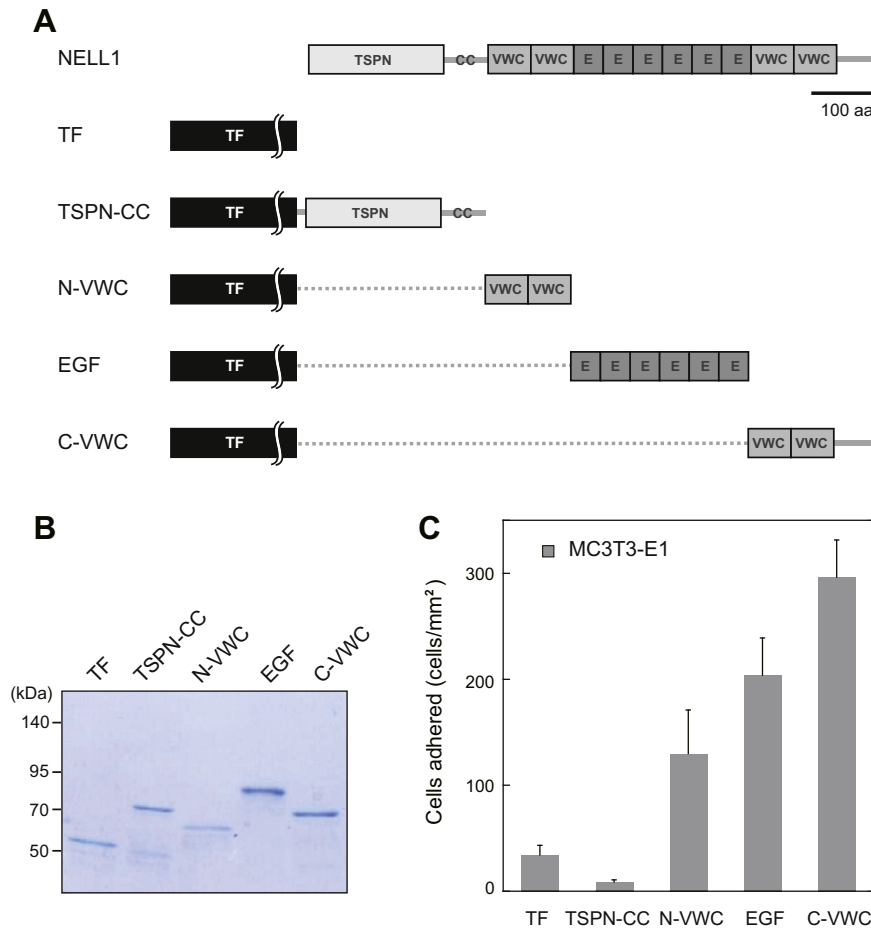 A
NELL1 TSPN CC VWC VWC E E E E E E VWC VWC
100 aa
TF TF
TSPN-CC TF TSPN CC
N-VWC TF VWC VWC
EGF TF E E E E E E
C-VWC TF VWC VWC
B
TF TSPN-CC N-VWC EGF C-VWC
(kDa)
140
95
70
50
C
MC3T3-E1
Cells adhered (cells/mm²)
300
200
100
0
TF TSPN-CC N-VWC EGF C-VWC